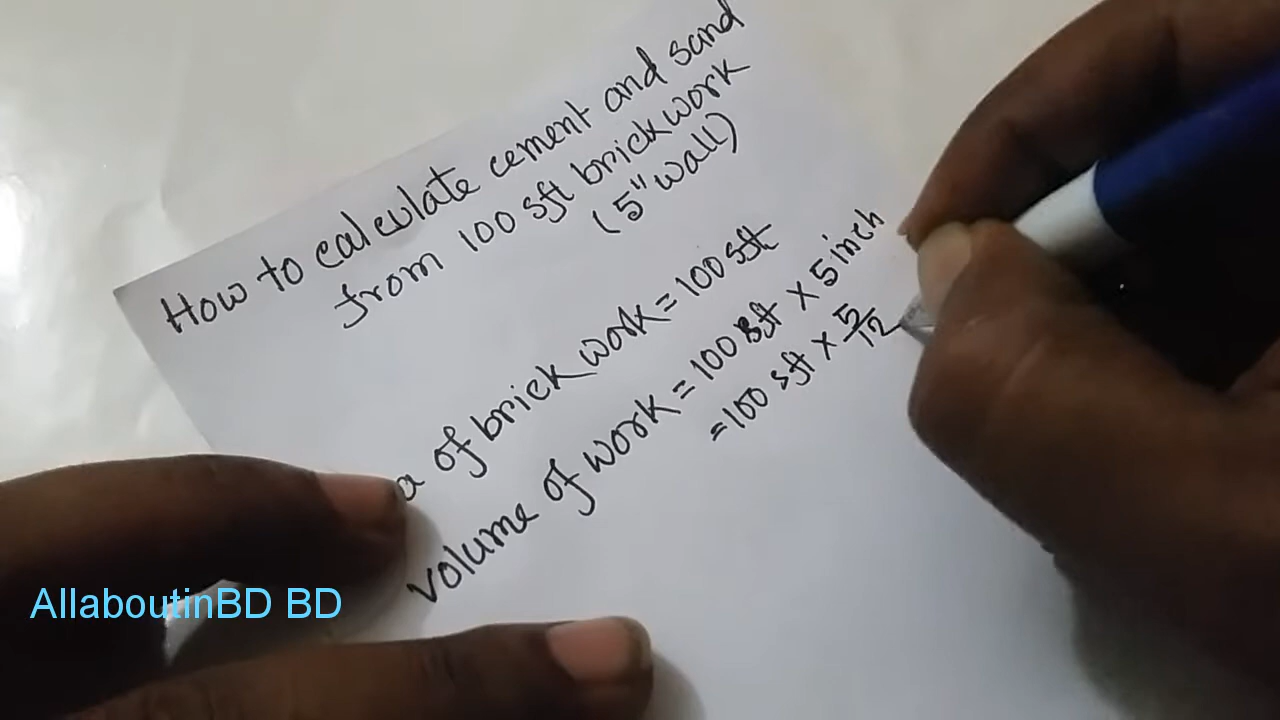 How to calculate cement and sand
from 100 sft brick work
(5" wall)
a of brick work = 100 sft
volume of work = 100 sft × 5 inch
= 100 sft × 5/12
AllaboutinBD BD